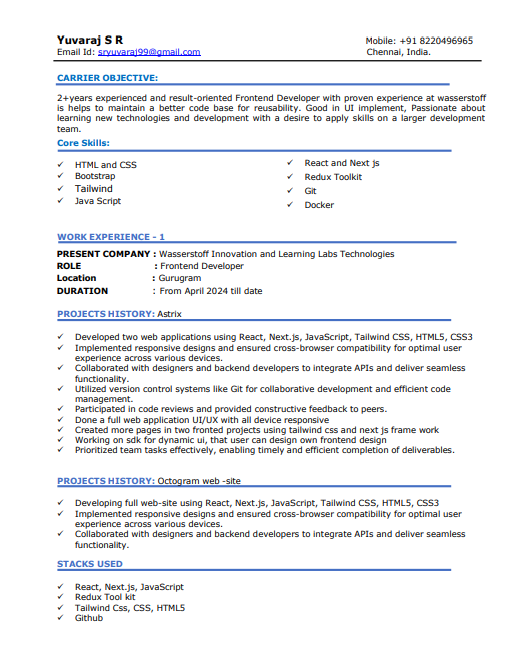 Yuvaraj S R
Mobile: +91 8220496965
Email Id: sryuvaraj99@gmail.com
Chennai, India.
CARRIER OBJECTIVE:
2+years experienced and result-oriented Frontend Developer with proven experience at wasserstoff
is helps to maintain a better code base for reusability. Good in UI implement, Passionate about
learning new technologies and development with a desire to apply skills on a larger development
team.
Core Skills:
✓ HTML and CSS
✓ Bootstrap
✓ Tailwind
✓ Java Script
✓ React and Next js
✓ Redux Toolkit
✓ Git
✓ Docker
WORK EXPERIENCE - 1
PRESENT COMPANY : Wasserstoff Innovation and Learning Labs Technologies
ROLE : Frontend Developer
Location : Gurugram
DURATION : From April 2024 till date
PROJECTS HISTORY: Astrix
✓ Developed two web applications using React, Next.js, JavaScript, Tailwind CSS, HTML5, CSS3
✓ Implemented responsive designs and ensured cross-browser compatibility for optimal user
experience across various devices.
✓ Collaborated with designers and backend developers to integrate APIs and deliver seamless
functionality.
✓ Utilized version control systems like Git for collaborative development and efficient code
management.
✓ Participated in code reviews and provided constructive feedback to peers.
✓ Done a full web application UI/UX with all device responsive
✓ Created more pages in two fronted projects using tailwind css and next js frame work
✓ Working on sdk for dynamic ui, that user can design own frontend design
✓ Prioritized team tasks effectively, enabling timely and efficient completion of deliverables.
PROJECTS HISTORY: Octogram web -site
✓ Developing full web-site using React, Next.js, JavaScript, Tailwind CSS, HTML5, CSS3
✓ Implemented responsive designs and ensured cross-browser compatibility for optimal user
experience across various devices.
✓ Collaborated with designers and backend developers to integrate APIs and deliver seamless
functionality.
STACKS USED
✓ React, Next.js, JavaScript
✓ Redux Tool kit
✓ Tailwind Css, CSS, HTML5
✓ Github